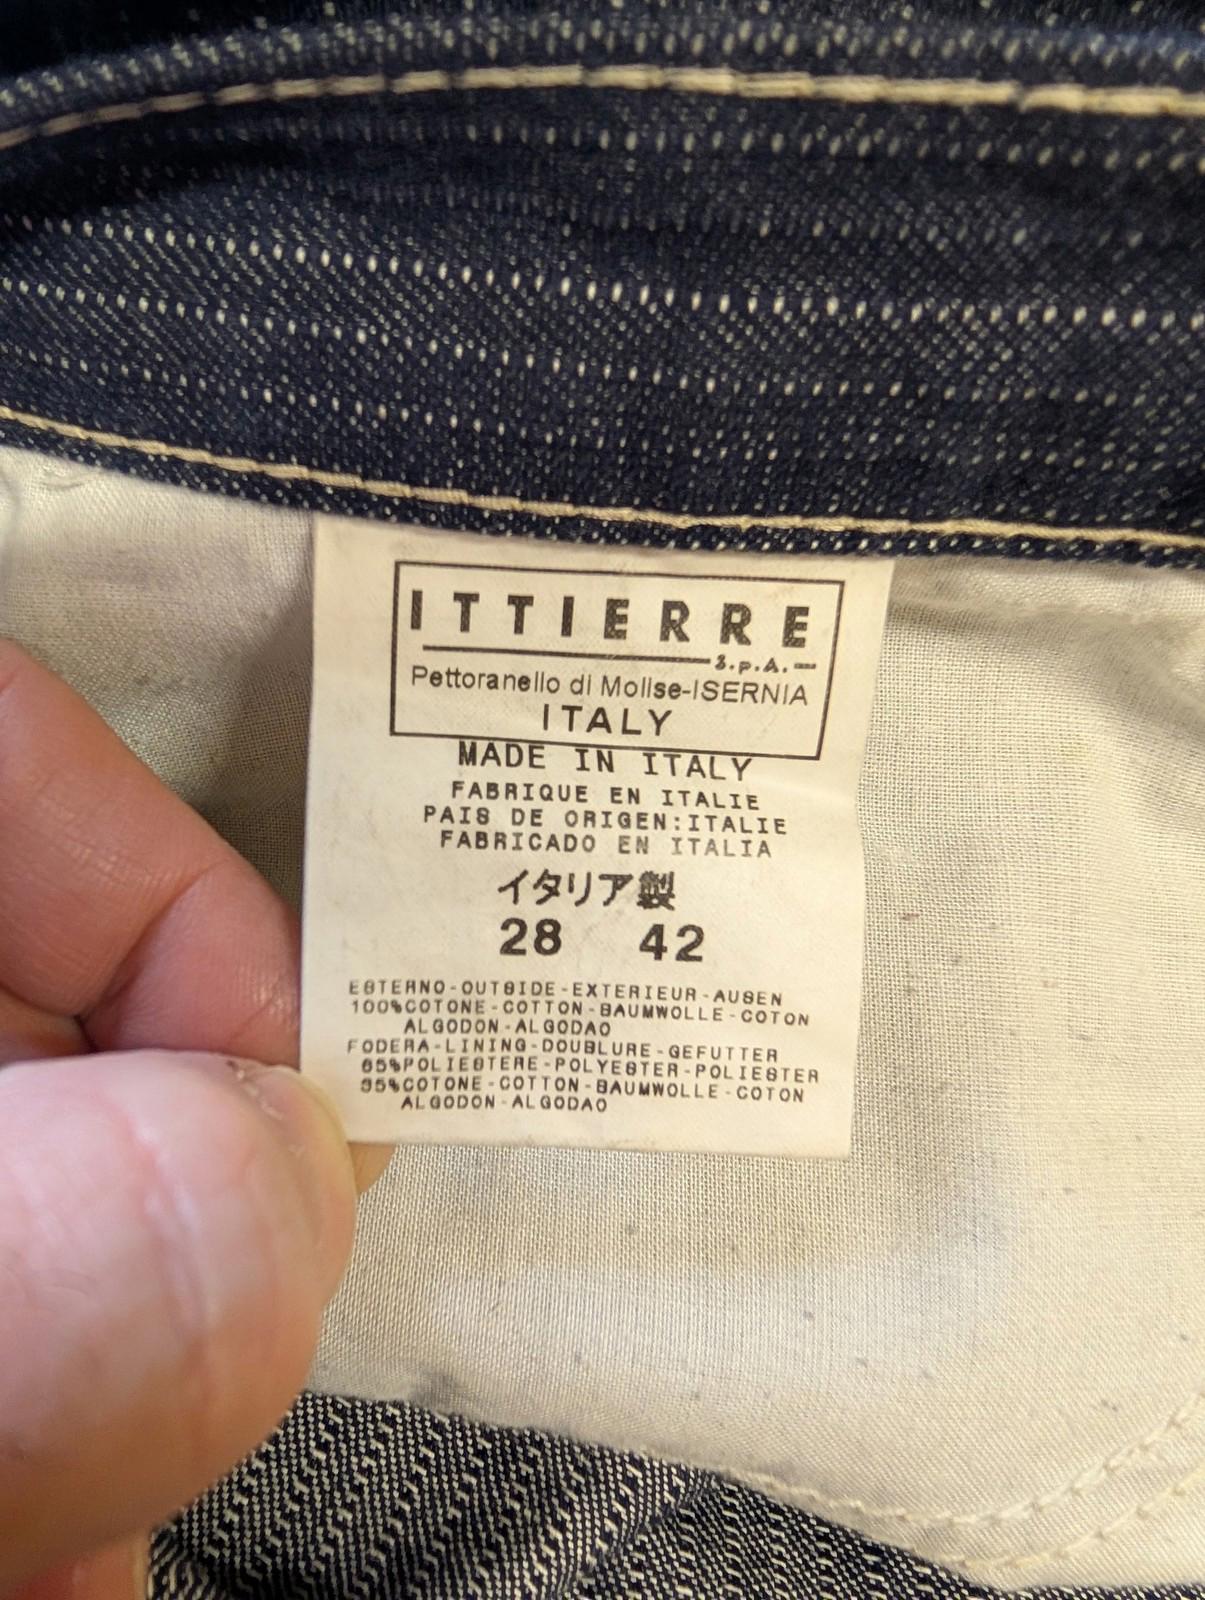 ITTIERRE
S.p.A.
Pettoranello di Molise-ISERNIA
ITALY
MADE IN ITALY
FABRIQUE EN ITALIE
PAIS DE ORIGEN:ITALIE
FABRICADO EN ITALIA
イタリア製
28 42
ESTERNO-OUTSIDE-EXTERIEUR-AUSEN
100%COTONE-COTTON-BAUMWOLLE-COTON
ALGODON-ALGODAO
FODERA-LINING-DOUBLURE-GEFUTTER
65%POLIESTERE-POLYESTER-POLIESTER
35%COTONE-COTTON-BAUMWOLLE-COTON
ALGODON-ALGODAO